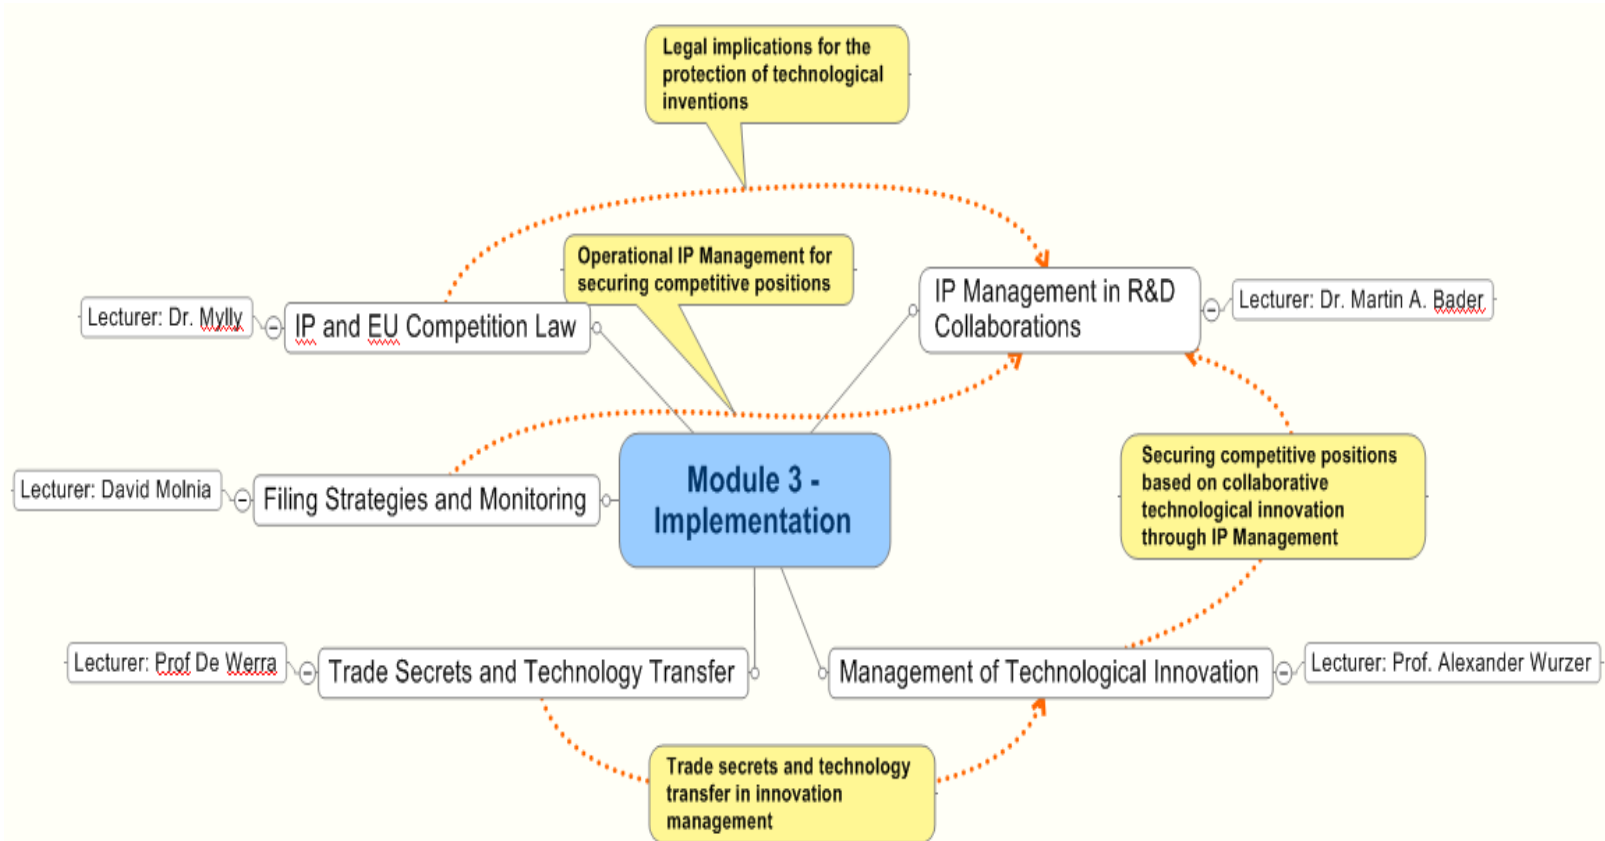 Legal implications for the
protection of technological
inventions
Operational IP Management for
securing competitive positions
IP Management in R&D
Collaborations
Lecturer: Dr. Martin A. Bader
Lecturer: Dr. Mylly
IP and EU Competition Law
Module 3 -
Implementation
Securing competitive positions
based on collaborative
technological innovation
through IP Management
Lecturer: David Molnia
Filing Strategies and Monitoring
Lecturer: Prof De Werra
Trade Secrets and Technology Transfer
Management of Technological Innovation
Lecturer: Prof. Alexander Wurzer
Trade secrets and technology
transfer in innovation
management